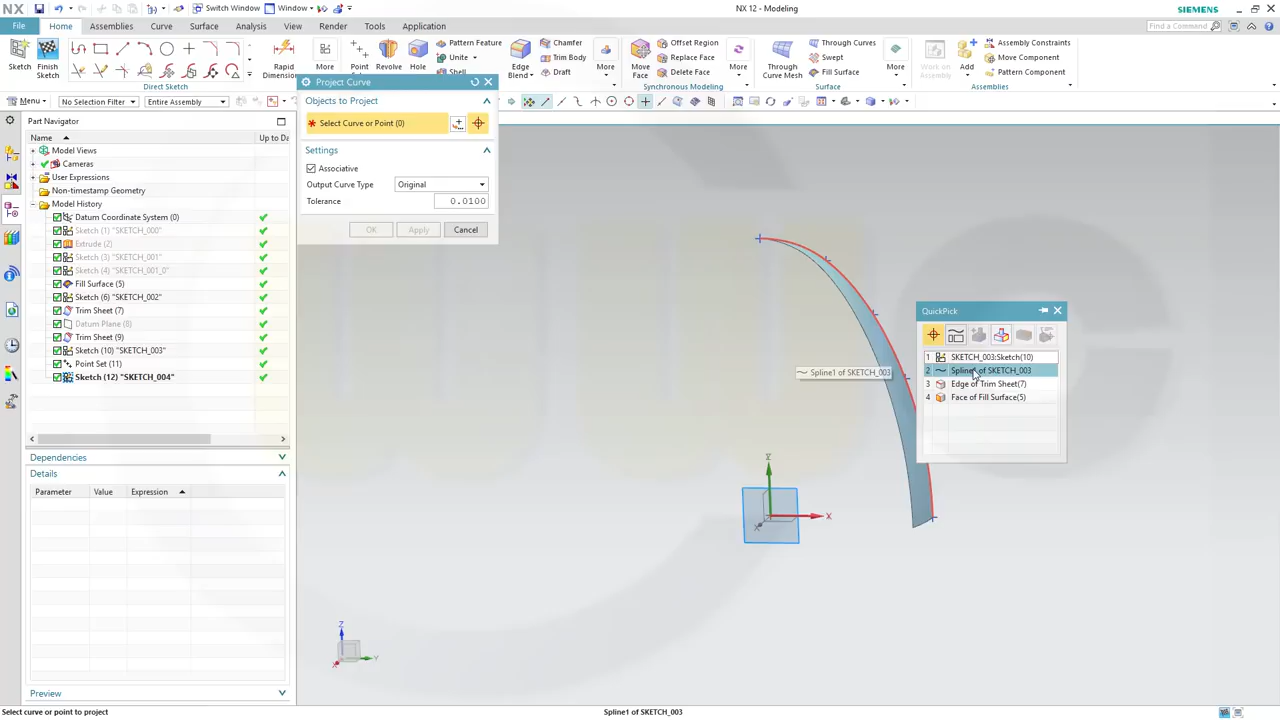 NX
Switch Window
Window
NX 12 - Modeling
SIEMENS
File
Home
Assemblies
Curve
Surface
Analysis
View
Render
Tools
Application
Find a Command
Sketch
Finish
Sketch
Rapid
Dimension
More
Direct Sketch
Point
Set
Revolve
Hole
Pattern Feature
Unite
Shell
Edge
Blend
Chamfer
Trim Body
Draft
More
Move
Face
Offset Region
Replace Face
Delete Face
More
Synchronous Modeling
Through
Curve Mesh
Through Curves
Swept
Fill Surface
More
Surface
Work on
Assembly
Add
Assembly Constraints
Move Component
Pattern Component
Assemblies
Menu
No Selection Filter
Entire Assembly
Part Navigator
Name
Up to Da
Model Views
Cameras
User Expressions
Non-timestamp Geometry
Model History
Datum Coordinate System (0)
Sketch (1) "SKETCH_000"
Extrude (2)
Sketch (3) "SKETCH_001"
Sketch (4) "SKETCH_001_0"
Fill Surface (5)
Sketch (6) "SKETCH_002"
Trim Sheet (7)
Datum Plane (8)
Trim Sheet (9)
Sketch (10) "SKETCH_003"
Point Set (11)
Sketch (12) "SKETCH_004"
Dependencies
Details
Parameter
Value
Expression
Preview
Project Curve
Objects to Project
* Select Curve or Point (0)
Settings
Associative
Output Curve Type
Original
Tolerance
0.0100
OK
Apply
Cancel
QuickPick
1 SKETCH_003:Sketch(10)
2 Spline1 of SKETCH_003
3 Edge of Trim Sheet(7)
4 Face of Fill Surface(5)
Spline1 of SKETCH_003
X
Z
Y
X
Select curve or point to project
Spline1 of SKETCH_003